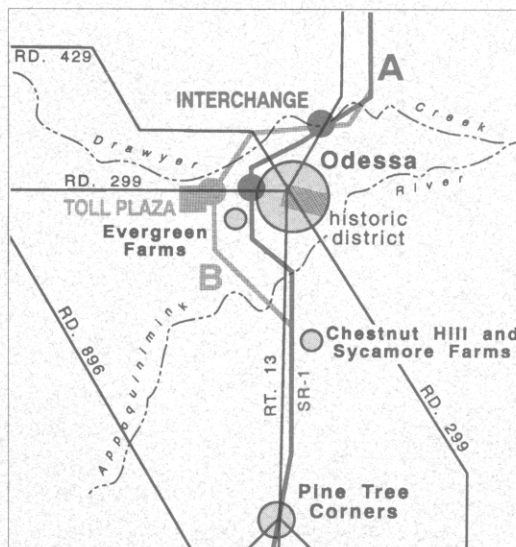 RD. 429
A
INTERCHANGE
Drawyer
Creek
Odessa
RD. 299
River
TOLL PLAZA
historic
district
Evergreen
Farms
B
Appoquinimink
RD. 896
Chestnut Hill and
Sycamore Farms
RT. 13
SR-1
RD. 299
Pine Tree
Corners